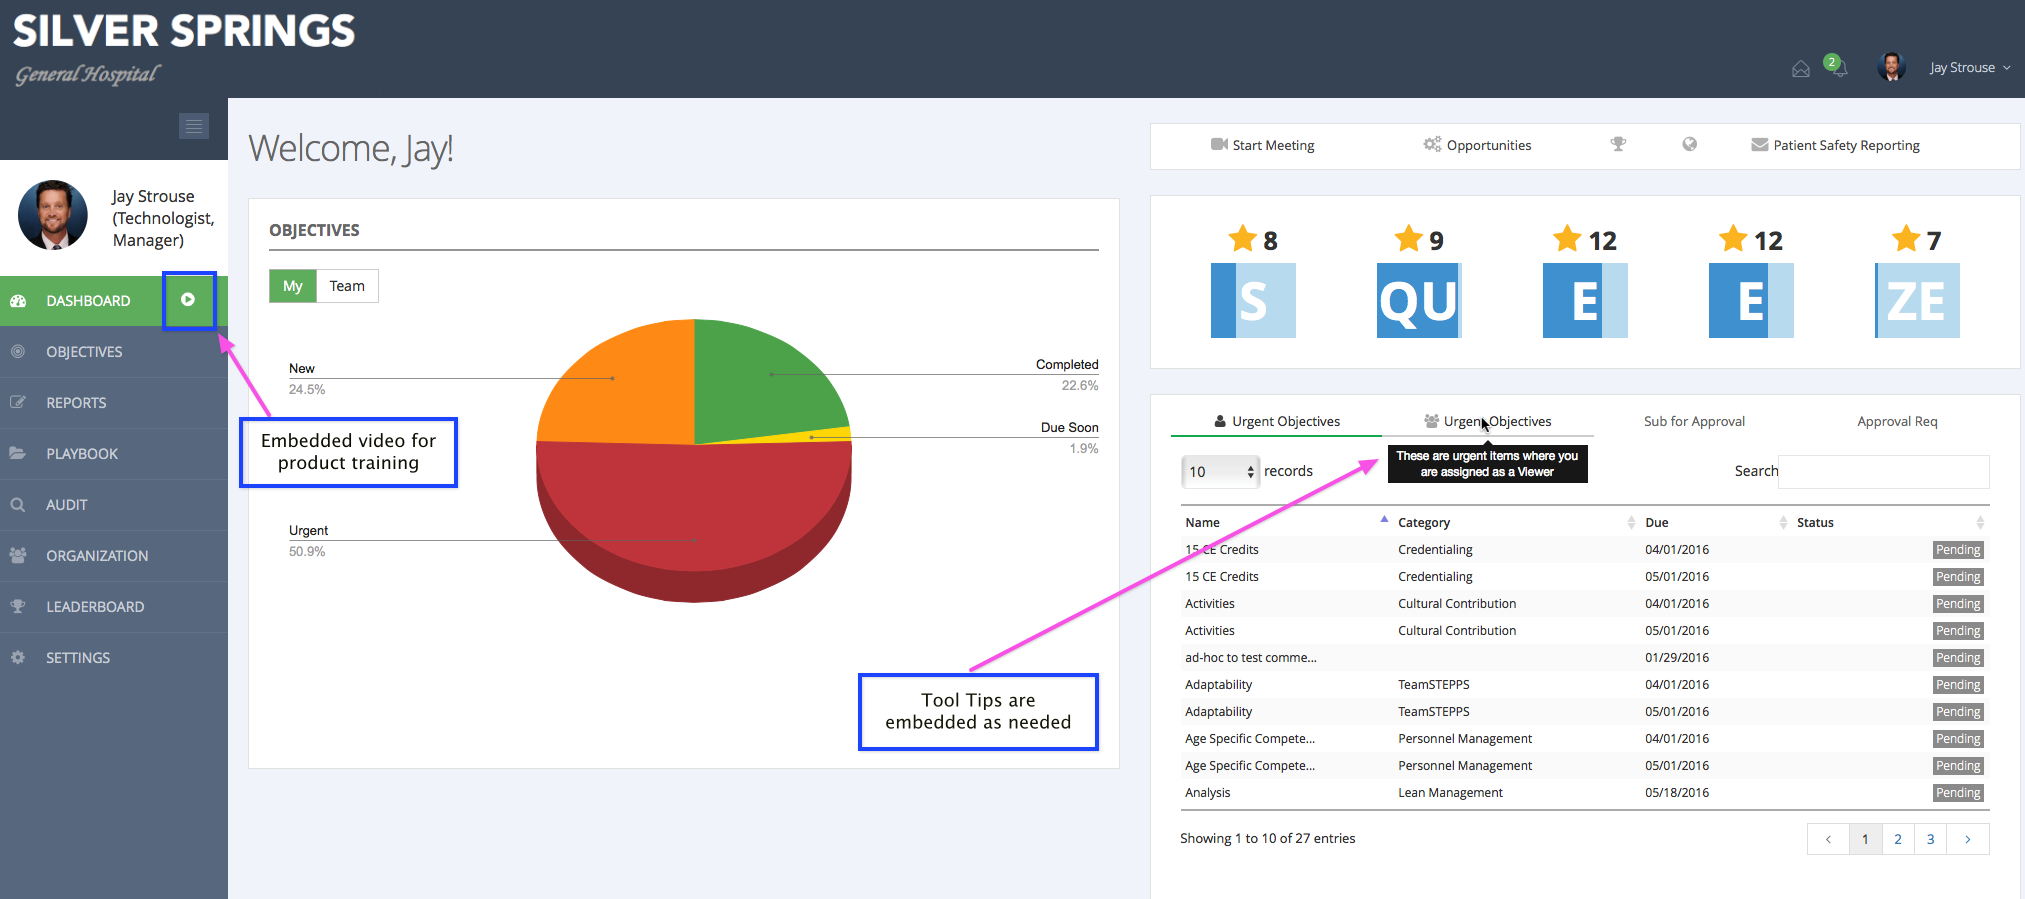 SILVER SPRINGS
General Hospital
2
Jay Strouse
Jay Strouse
(Technologist,
Manager)
DASHBOARD
OBJECTIVES
REPORTS
PLAYBOOK
AUDIT
ORGANIZATION
LEADERBOARD
SETTINGS
Embedded video for
product training
Welcome, Jay!
OBJECTIVES
My Team
New
24.5%
Completed
22.6%
Due Soon
1.9%
Urgent
50.9%
Tool Tips are
embedded as needed
Start Meeting Opportunities Patient Safety Reporting
8 9 12 12 7
S QU E E ZE
Urgent Objectives Urgent Objectives Sub for Approval Approval Req
These are urgent items where you
are assigned as a Viewer
10 records Search
Name Category Due Status
15 CE Credits Credentialing 04/01/2016 Pending
15 CE Credits Credentialing 05/01/2016 Pending
Activities Cultural Contribution 04/01/2016 Pending
Activities Cultural Contribution 05/01/2016 Pending
ad-hoc to test comme... 01/29/2016 Pending
Adaptability TeamSTEPPS 04/01/2016 Pending
Adaptability TeamSTEPPS 05/01/2016 Pending
Age Specific Compete... Personnel Management 04/01/2016 Pending
Age Specific Compete... Personnel Management 05/01/2016 Pending
Analysis Lean Management 05/18/2016 Pending
Showing 1 to 10 of 27 entries
‹ 1 2 3 ›